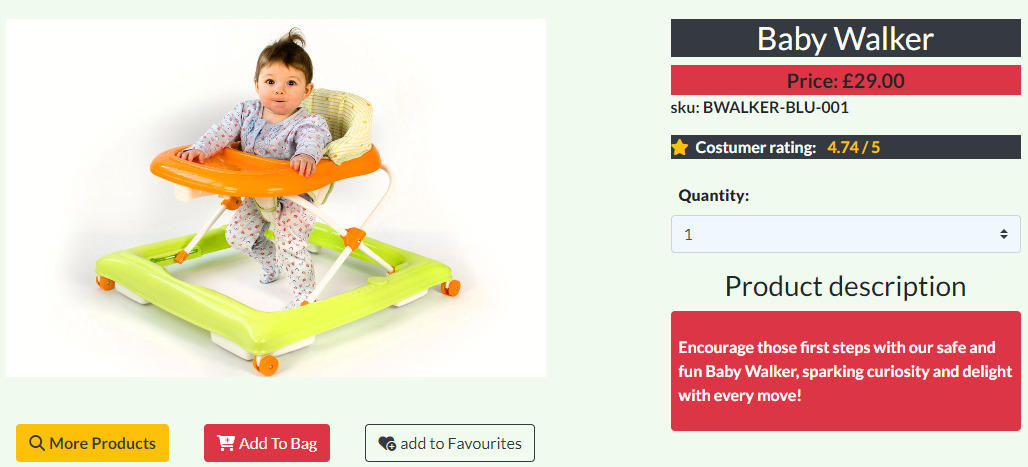 Baby Walker
Price: £29.00
sku: BWALKER-BLU-001
Costumer rating: 4.74 / 5
Quantity:
1
Product description
Encourage those first steps with our safe and
fun Baby Walker, sparking curiosity and delight
with every move!
More Products
Add To Bag
add to Favourites